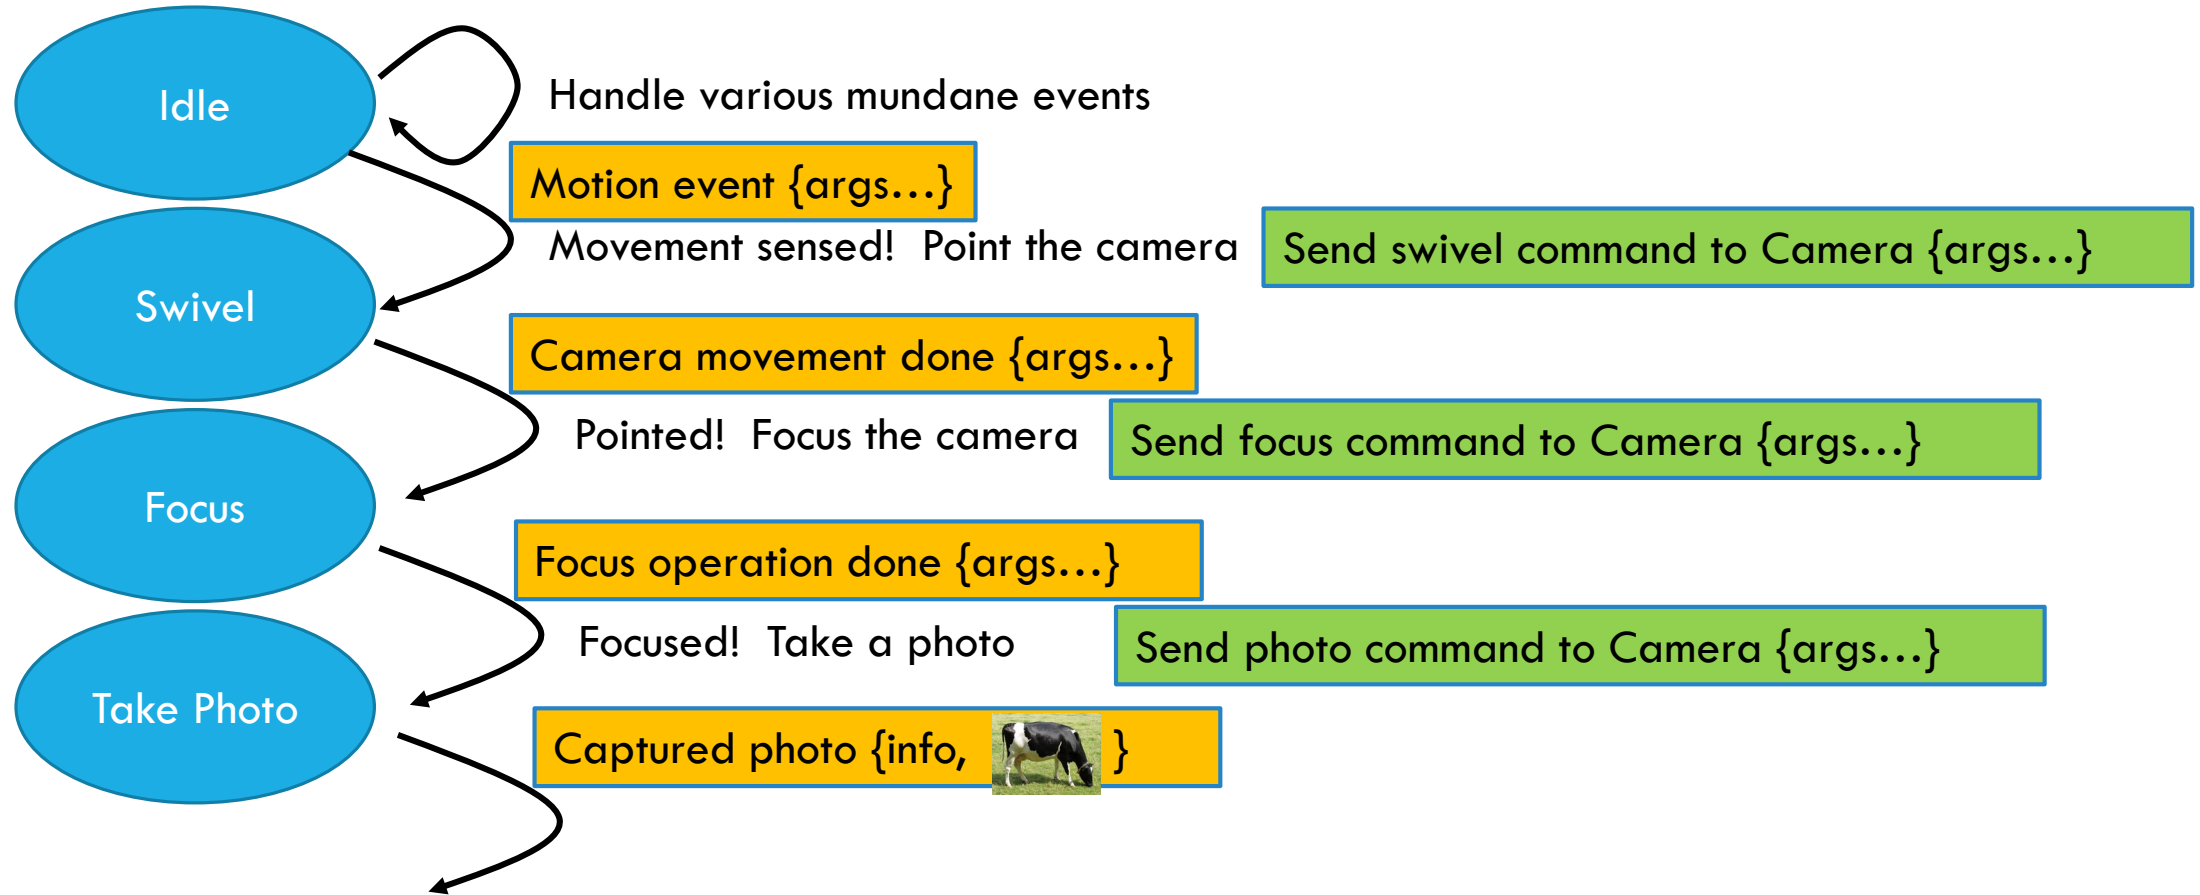 Idle
Handle various mundane events
Motion event {args…}
Movement sensed!  Point the camera
Send swivel command to Camera {args…}
Swivel
Camera movement done {args…}
Pointed!  Focus the camera
Send focus command to Camera {args…}
Focus
Focus operation done {args…}
Focused!  Take a photo
Send photo command to Camera {args…}
Take Photo
Captured photo {info, }